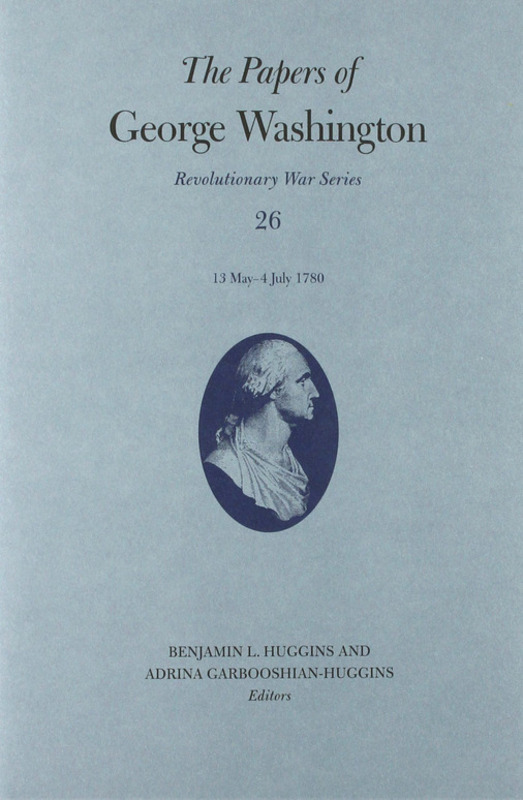 The Papers of
George Washington
Revolutionary War Series
26
13 May–4 July 1780
BENJAMIN L. HUGGINS AND
ADRINA GARBOOSHIAN-HUGGINS
Editors